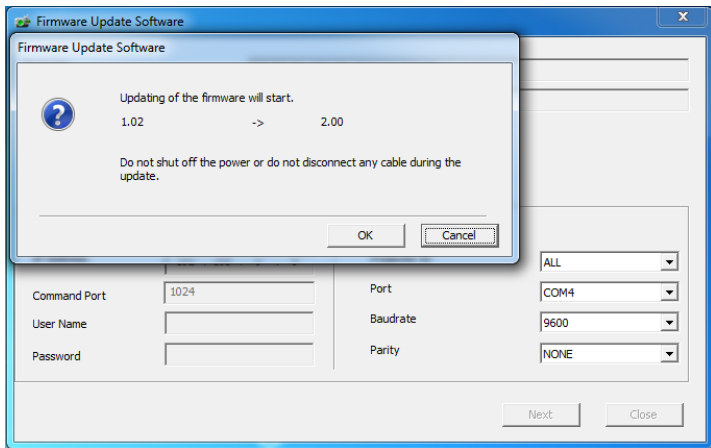 Firmware Update Software
Firmware Update Software
Updating of the firmware will start.
1.02 -> 2.00
Do not shut off the power or do not disconnect any cable during the
update.
OK Cancel
ALL
Command Port 1024 Port COM4
User Name Baudrate 9600
Password Parity NONE
Next Close